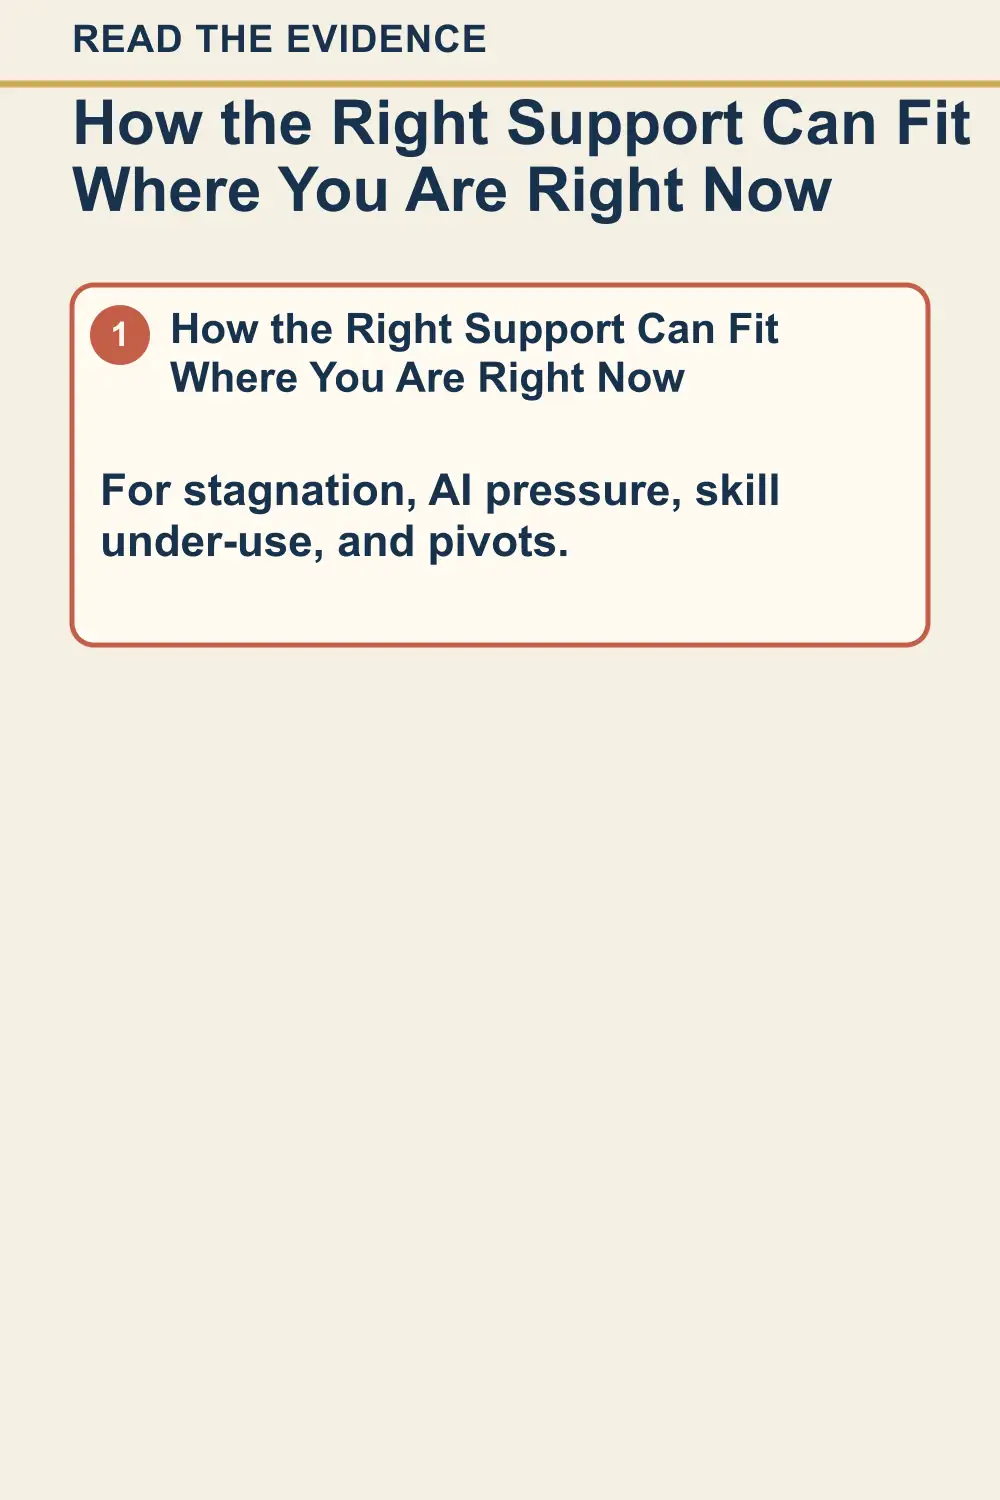 READ THE EVIDENCE
How the Right Support Can Fit
Where You Are Right Now
1
How the Right Support Can Fit
Where You Are Right Now
For stagnation, AI pressure, skill
under-use, and pivots.